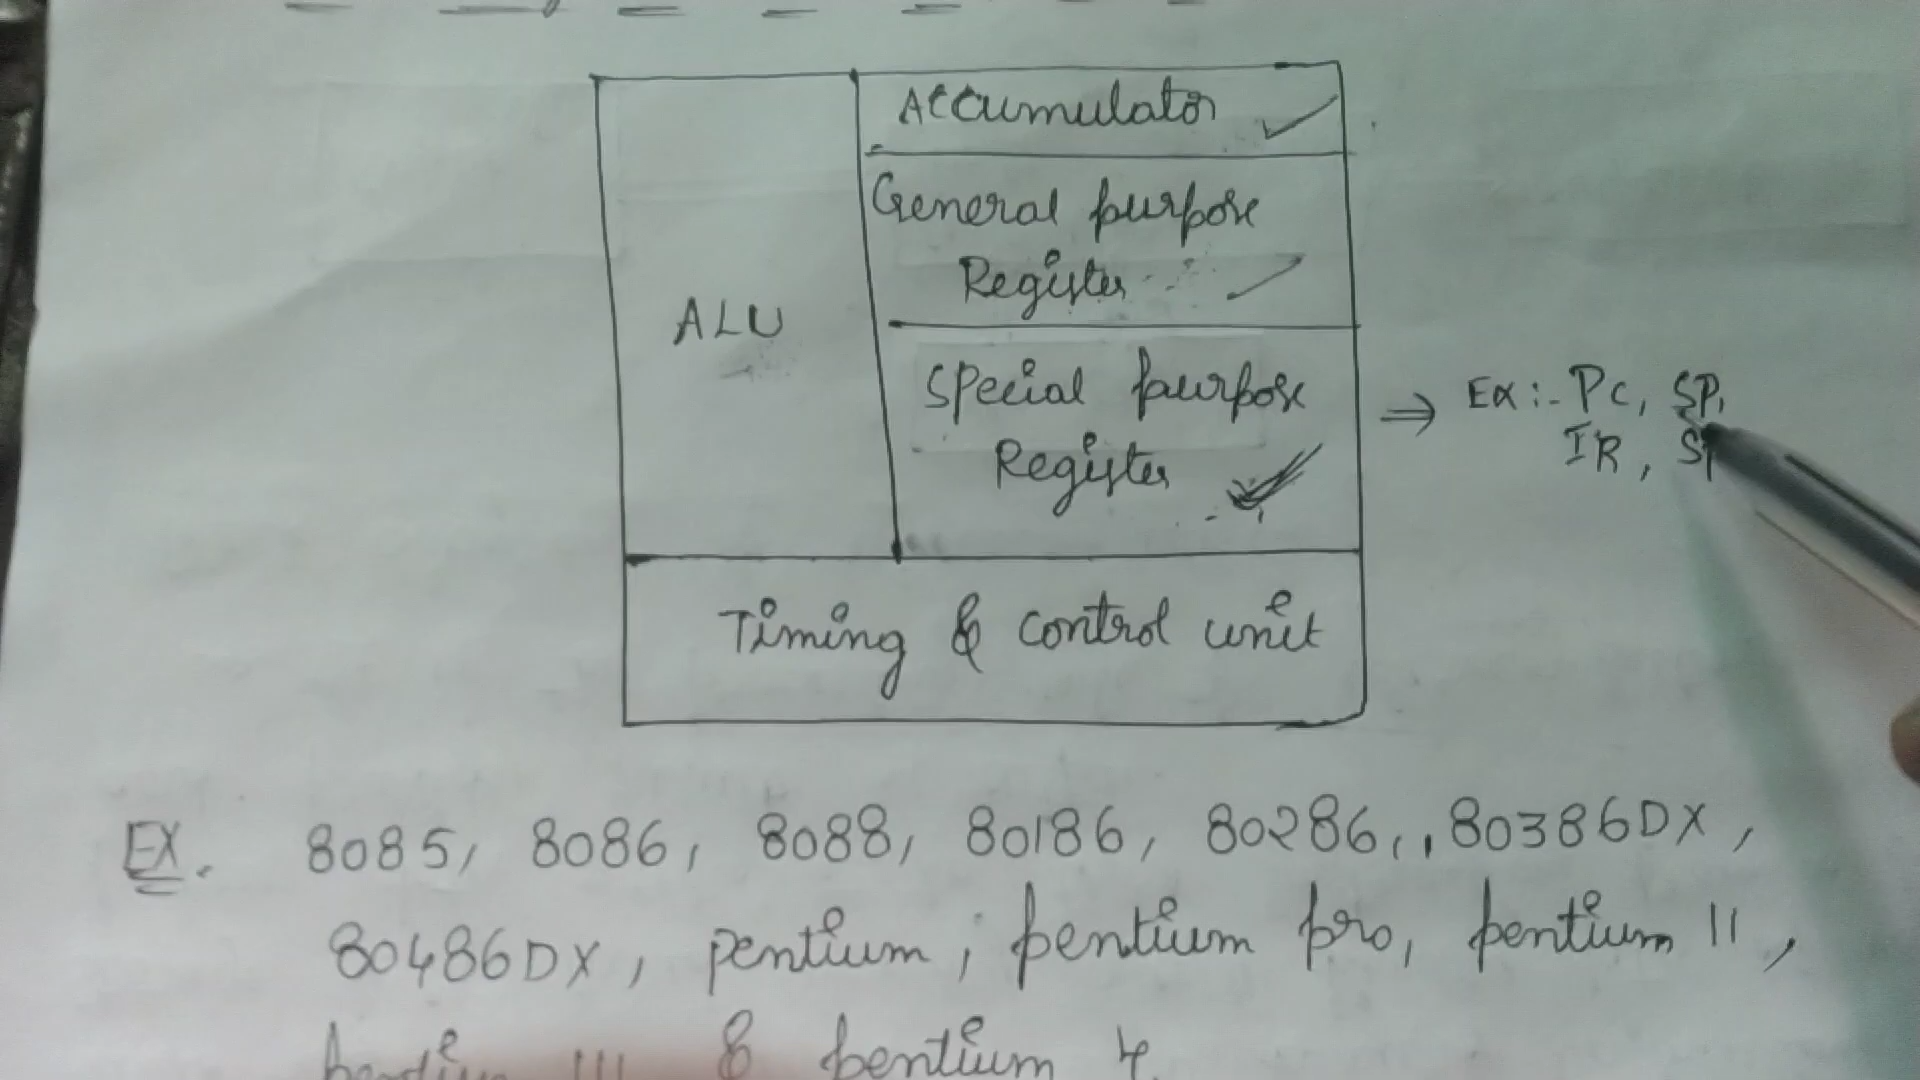 Accumulator
General purpose
Register
ALU
Special purpose
Register
⇒ Ex:- PC, SP,
IR,
Timing & control unit
EX. 8085, 8086, 8088, 80186, 80286,, 80386DX,
80486DX, pentium, pentium pro, pentium II,
III & pentium 4